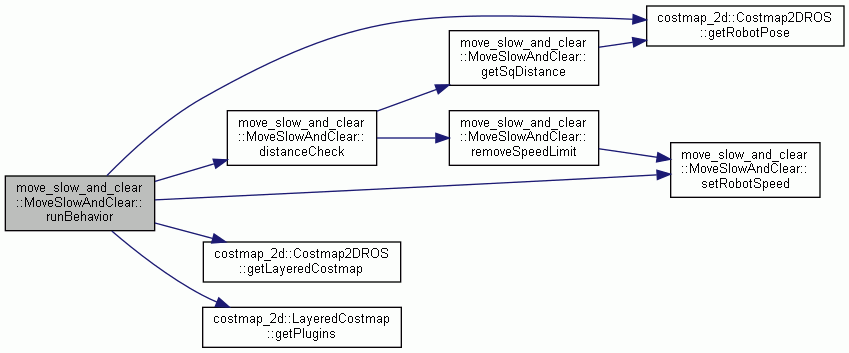 costmap_2d::Costmap2DROS
::getRobotPose
move_slow_and_clear
::MoveSlowAndClear::
getSqDistance
move_slow_and_clear
::MoveSlowAndClear::
distanceCheck
move_slow_and_clear
::MoveSlowAndClear::
removeSpeedLimit
move_slow_and_clear
::MoveSlowAndClear::
setRobotSpeed
move_slow_and_clear
::MoveSlowAndClear::
runBehavior
costmap_2d::Costmap2DROS
::getLayeredCostmap
costmap_2d::LayeredCostmap
::getPlugins